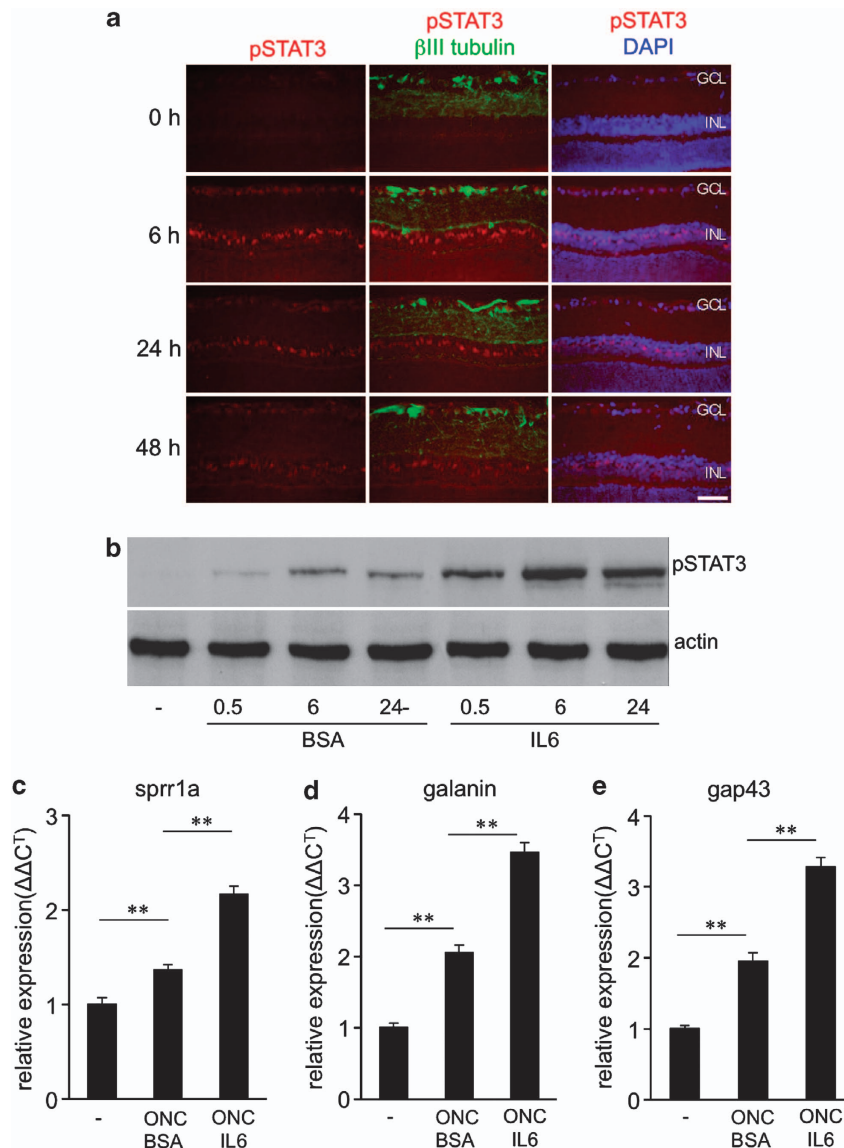 a
pSTAT3
pSTAT3
βIII tubulin
pSTAT3
DAPI
0 h
GCL
INL
6 h
GCL
INL
24 h
GCL
INL
48 h
GCL
INL
b
pSTAT3
actin
- 0.5 6 24- 0.5 6 24
BSA IL6
c sprr1a
relative expression(ΔΔCᵀ)
3
2
1
0
**
**
- ONC ONC
BSA IL6
d galanin
relative expression(ΔΔCᵀ)
4
3
2
1
0
**
**
- ONC ONC
BSA IL6
e gap43
relative expression(ΔΔCᵀ)
4
3
2
1
0
**
**
- ONC ONC
BSA IL6